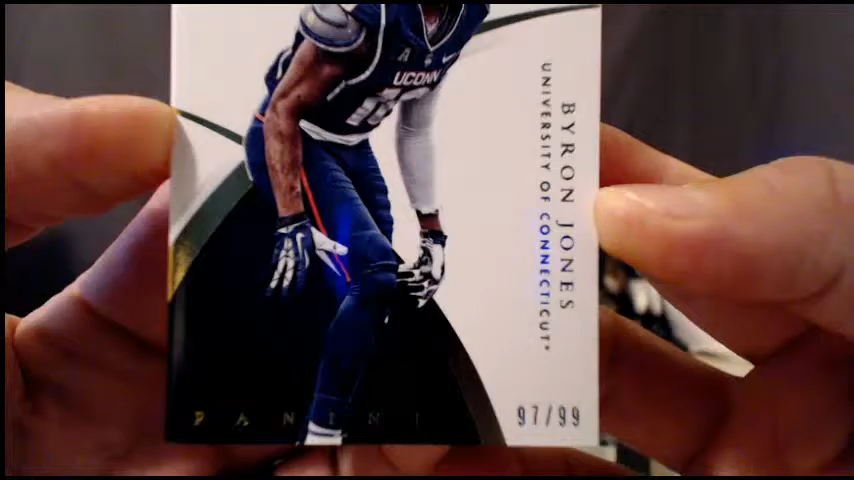 UCONN
BYRON JONES
UNIVERSITY OF CONNECTICUT*
PANINI
97/99